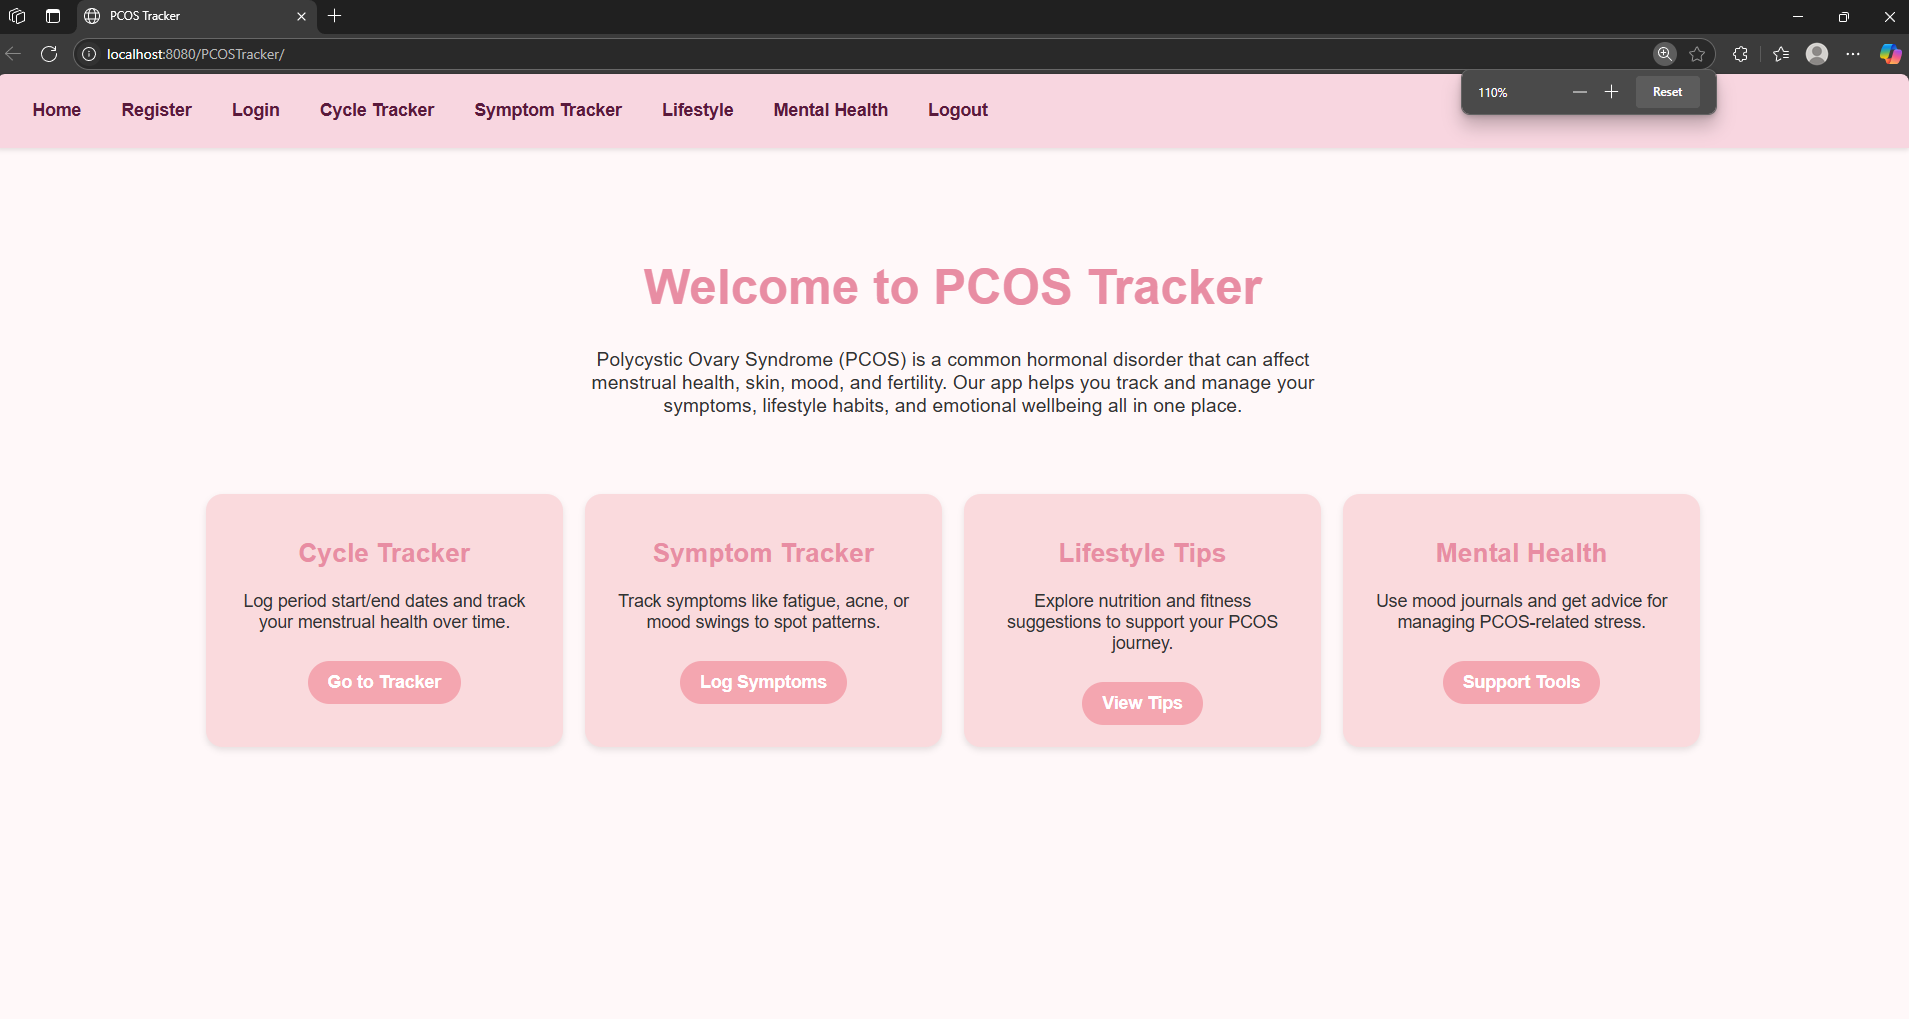 PCOS Tracker
localhost:8080/PCOSTracker/
110%
Reset
Home Register Login Cycle Tracker Symptom Tracker Lifestyle Mental Health Logout
Welcome to PCOS Tracker
Polycystic Ovary Syndrome (PCOS) is a common hormonal disorder that can affect
menstrual health, skin, mood, and fertility. Our app helps you track and manage your
symptoms, lifestyle habits, and emotional wellbeing all in one place.
Cycle Tracker
Log period start/end dates and track
your menstrual health over time.
Go to Tracker
Symptom Tracker
Track symptoms like fatigue, acne, or
mood swings to spot patterns.
Log Symptoms
Lifestyle Tips
Explore nutrition and fitness
suggestions to support your PCOS
journey.
View Tips
Mental Health
Use mood journals and get advice for
managing PCOS-related stress.
Support Tools